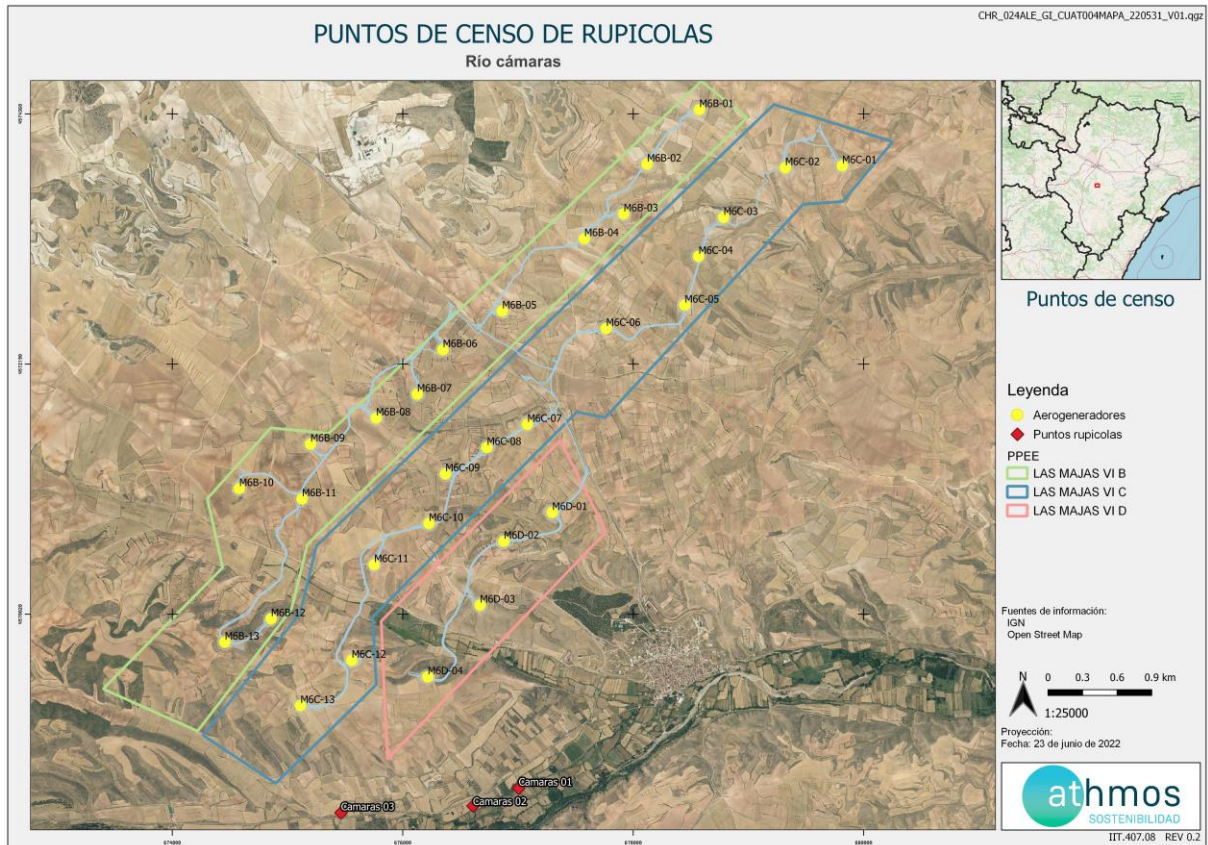 CHR_024ALE_GI_CUAT004MAPA_220531_V01.qgz
PUNTOS DE CENSO DE RUPICOLAS
Río cámaras
M6B-01
M6B-02
M6C-02
M6C-01
M6B-03
M6C-03
M6B-04
M6C-04
M6B-05
M6C-05
M6C-06
M6B-06
M6B-07
M6B-08
M6C-07
M6B-09
M6C-08
M6C-09
M6B-10
M6B-11
M6D-01
M6C-10
M6D-02
M6C-11
M6D-03
M6B-12
M6B-13
M6C-12
M6D-04
M6C-13
Camaras 01
Camaras 02
Camaras 03
674000
676000
678000
680000
Puntos de censo
Leyenda
Aerogeneradores
Puntos rupicolas
PPEE
LAS MAJAS VI B
LAS MAJAS VI C
LAS MAJAS VI D
Fuentes de información:
IGN
Open Street Map
N
0 0.3 0.6 0.9 km
1:25000
Proyección:
Fecha: 23 de junio de 2022
athmos
SOSTENIBILIDAD
IIT.407.08 REV 0.2